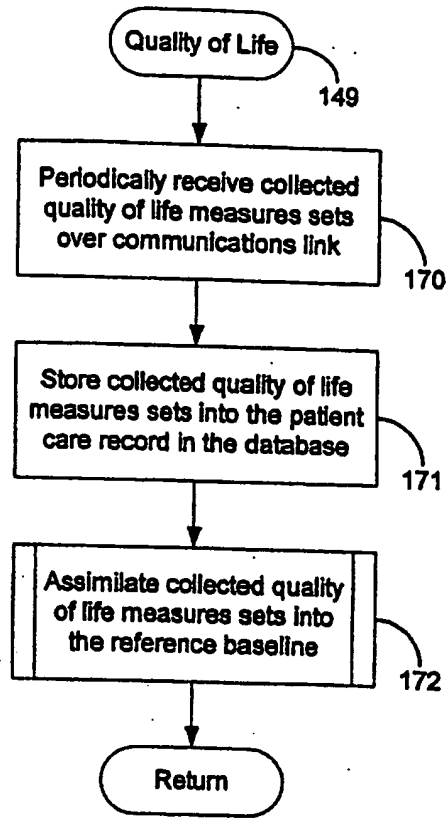 Quality of Life
149
Periodically receive collected
quality of life measures sets
over communications link
170
Store collected quality of life
measures sets into the patient
care record in the database
171
Assimilate collected quality
of life measures sets into
the reference baseline
172
Return